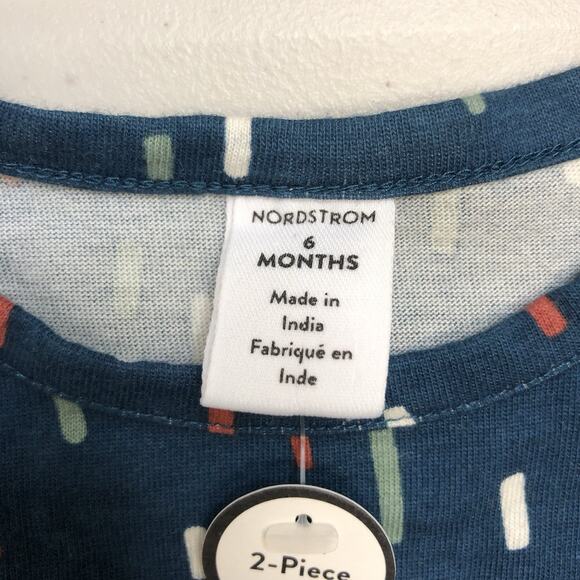 NORDSTROM
6
MONTHS
Made in
India
Fabriqué en
Inde
2-Piece